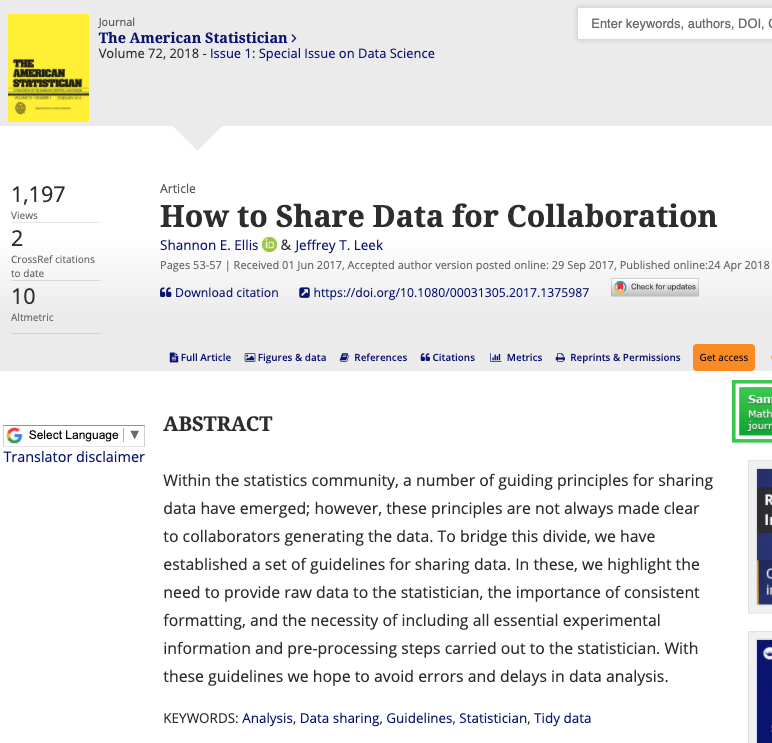 Journal
The American Statistician >
Volume 72, 2018 - Issue 1: Special Issue on Data Science
Enter keywords, authors, DOI,
THE
AMERICAN
STATISTICIAN
1,197
Views
2
CrossRef citations
to date
10
Altmetric
Article
How to Share Data for Collaboration
Shannon E. Ellis iD & Jeffrey T. Leek
Pages 53-57 | Received 01 Jun 2017, Accepted author version posted online: 29 Sep 2017, Published online:24 Apr 2018
Download citation https://doi.org/10.1080/00031305.2017.1375987 Check for updates
Full Article Figures & data References Citations Metrics Reprints & Permissions Get access
Select Language ▼
Translator disclaimer
ABSTRACT
Within the statistics community, a number of guiding principles for sharing
data have emerged; however, these principles are not always made clear
to collaborators generating the data. To bridge this divide, we have
established a set of guidelines for sharing data. In these, we highlight the
need to provide raw data to the statistician, the importance of consistent
formatting, and the necessity of including all essential experimental
information and pre-processing steps carried out to the statistician. With
these guidelines we hope to avoid errors and delays in data analysis.
KEYWORDS: Analysis, Data sharing, Guidelines, Statistician, Tidy data
Sam
Math
journ